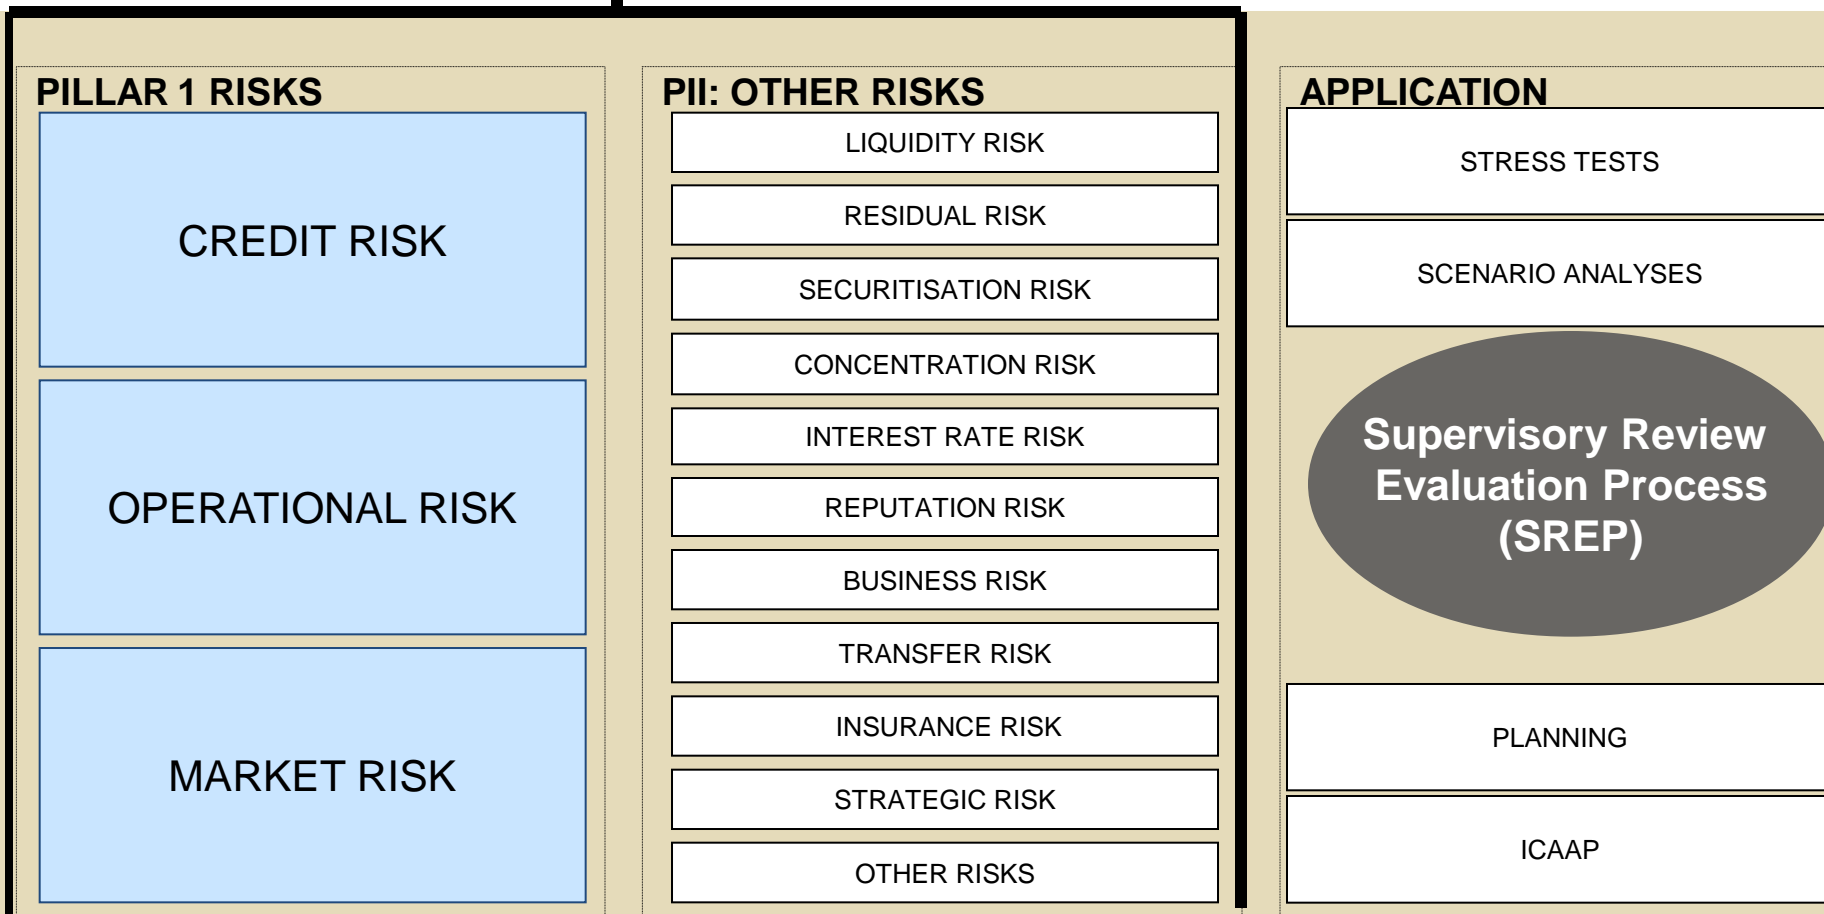 PILLAR 1 RISKS
CREDIT RISK
OPERATIONAL RISK
MARKET RISK
PII: OTHER RISKS
LIQUIDITY RISK
RESIDUAL RISK
SECURITISATION RISK
CONCENTRATION RISK
INTEREST RATE RISK
REPUTATION RISK
BUSINESS RISK
TRANSFER RISK
INSURANCE RISK
STRATEGIC RISK
OTHER RISKS
APPLICATION
STRESS TESTS
SCENARIO ANALYSES
Supervisory Review
Evaluation Process
(SREP)
PLANNING
ICAAP